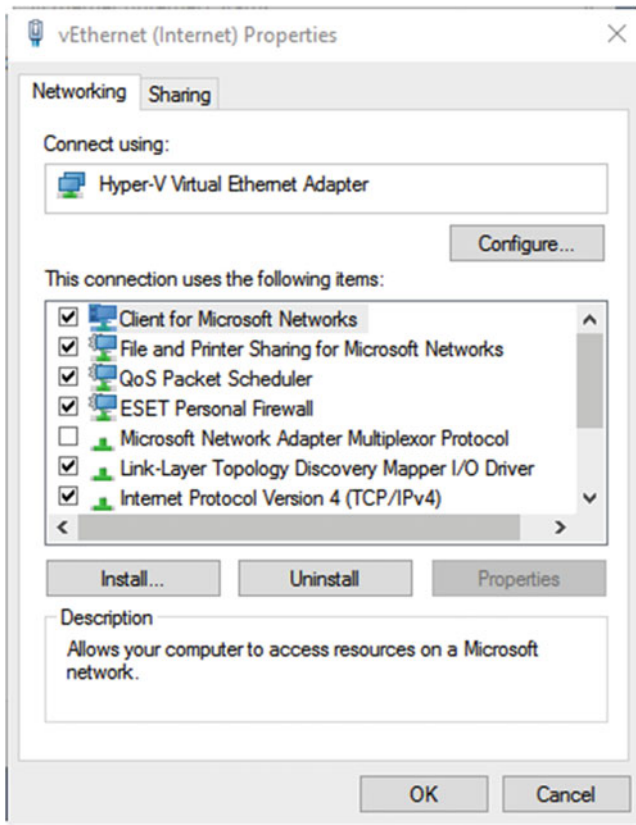 vEthernet (Internet) Properties
Networking
Sharing
Connect using:
Hyper-V Virtual Ethernet Adapter
Configure...
This connection uses the following items:
Client for Microsoft Networks
File and Printer Sharing for Microsoft Networks
QoS Packet Scheduler
ESET Personal Firewall
Microsoft Network Adapter Multiplexor Protocol
Link-Layer Topology Discovery Mapper I/O Driver
Internet Protocol Version 4 (TCP/IPv4)
Install...
Uninstall
Properties
Description
Allows your computer to access resources on a Microsoft
network.
OK
Cancel